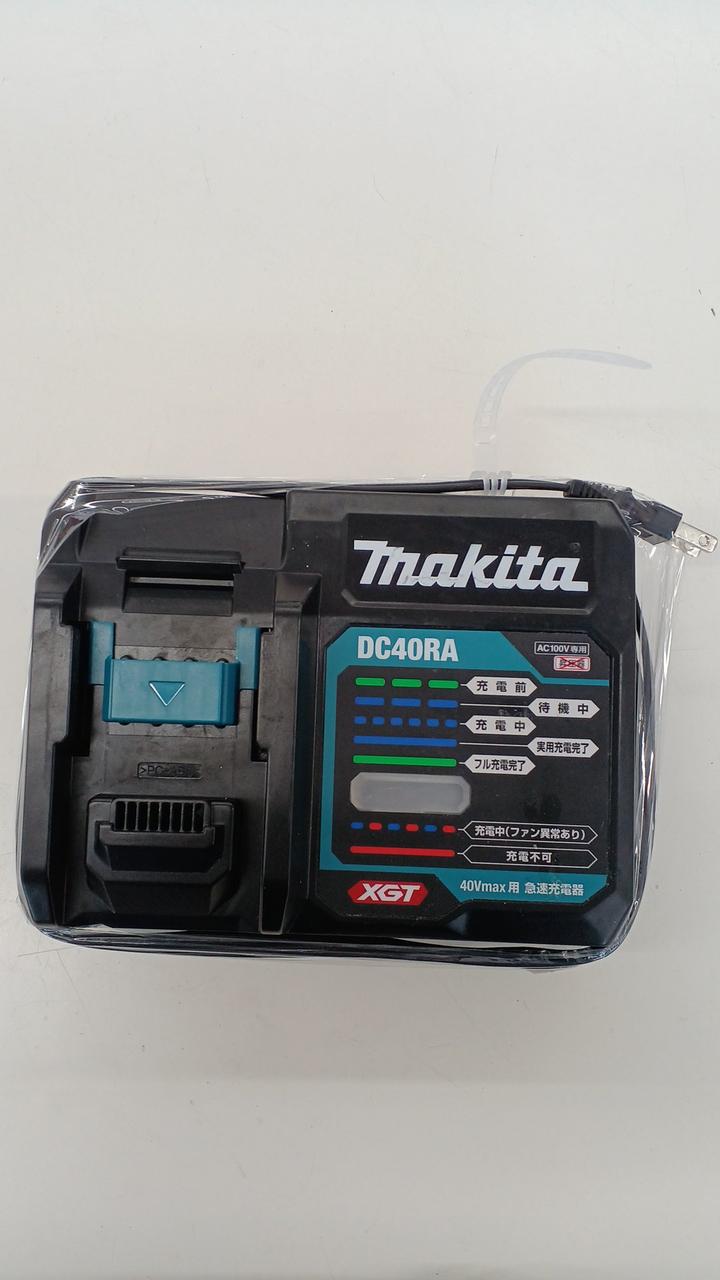 makita
DC40RA
AC100V専用
充電前
待機中
充電中
実用充電完了
フル充電完了
充電中(ファン異常あり)
充電不可
XGT
40Vmax用 急速充電器